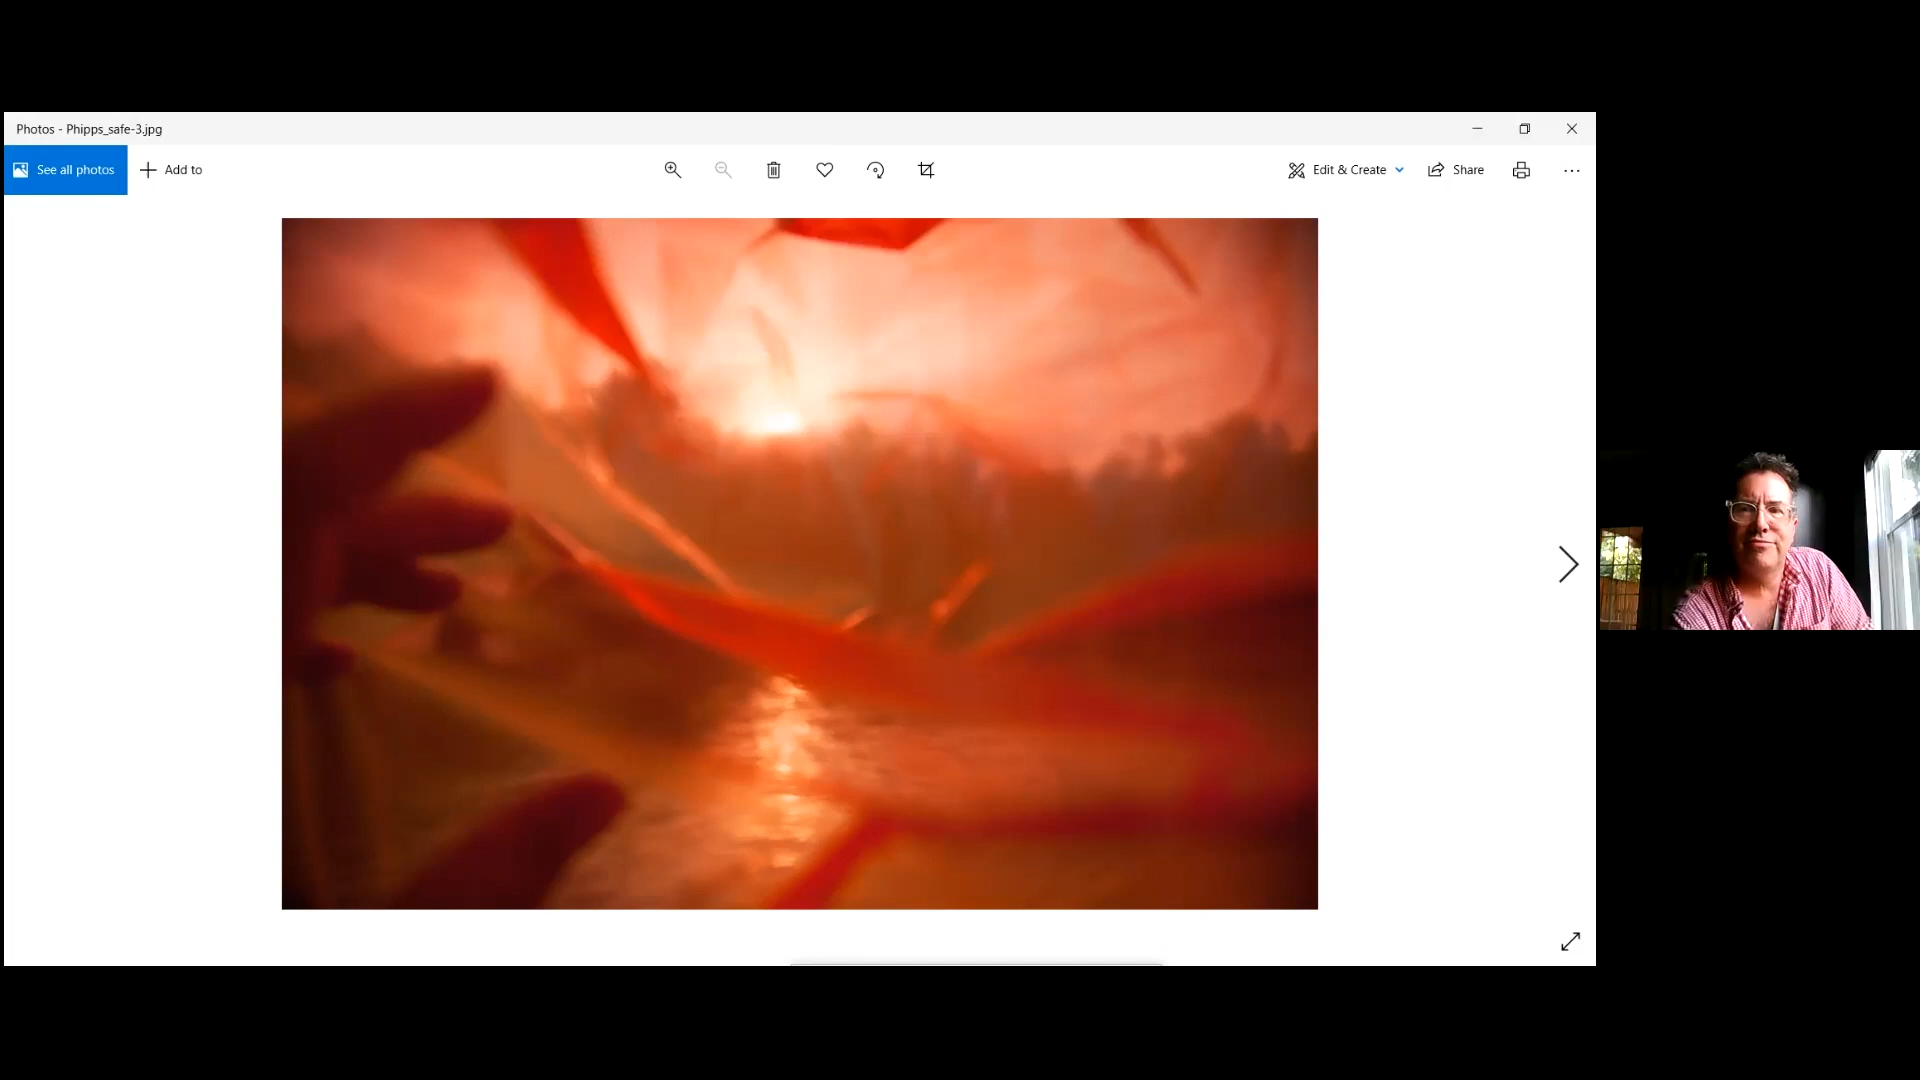 Photos - Phipps_safe-3.jpg
See all photos
Add to
Edit & Create
Share